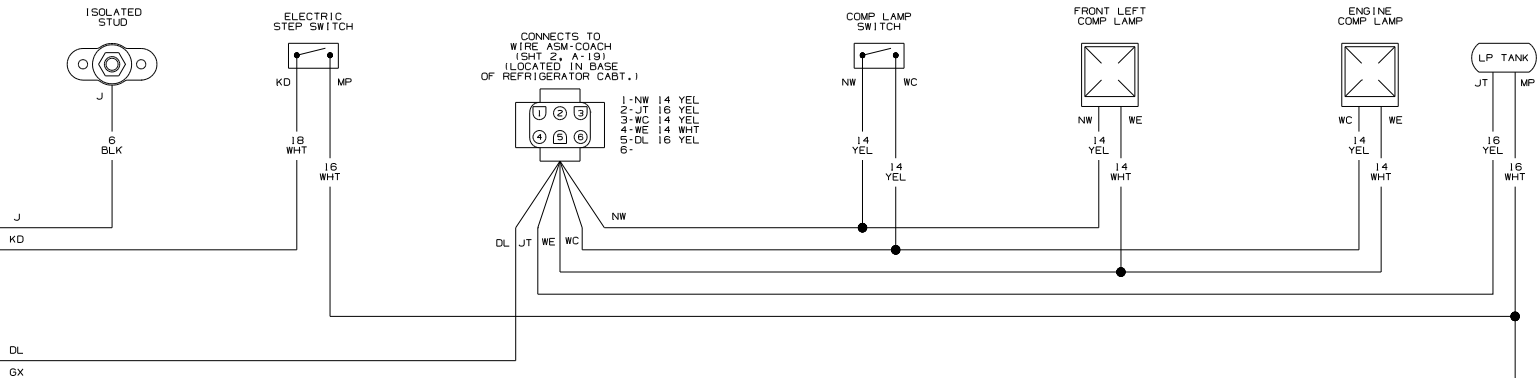 ISOLATED
STUD
J
6
BLK
J
KD
ELECTRIC
STEP SWITCH
KD
MP
18
WHT
16
WHT
CONNECTS TO
WIRE ASM-COACH
(SHT 2, A-19)
(LOCATED IN BASE
OF REFRIGERATOR CABT.)
1 2 3
4 5 6
1-NW 14 YEL
2-JT 16 YEL
3-WC 14 YEL
4-WE 14 WHT
5-DL 16 YEL
6-
DL JT WE WC
NW
COMP LAMP
SWITCH
NW
WC
14
YEL
14
YEL
FRONT LEFT
COMP LAMP
NW
WE
14
YEL
14
WHT
ENGINE
COMP LAMP
WC
WE
14
YEL
14
WHT
LP TANK
JT
MP
16
YEL
16
WHT
DL
GX